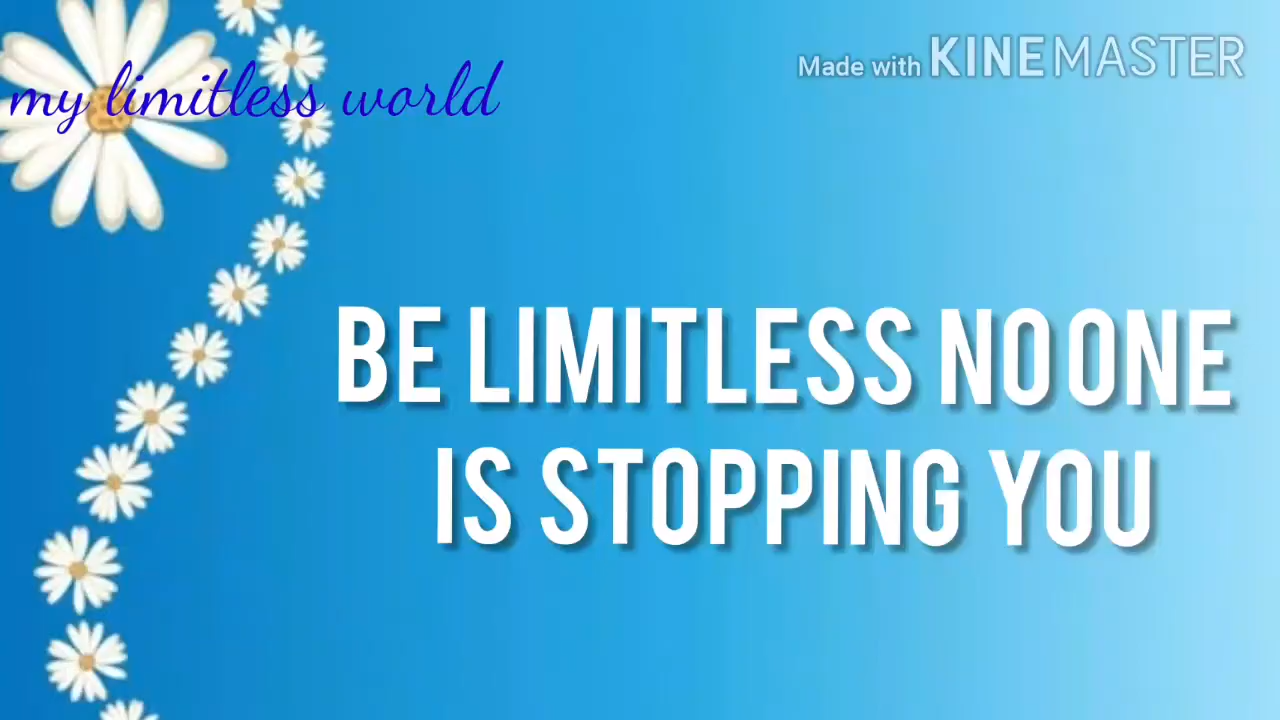 my limitless world
Made with KINEMASTER
BE LIMITLESS NO ONE
IS STOPPING YOU